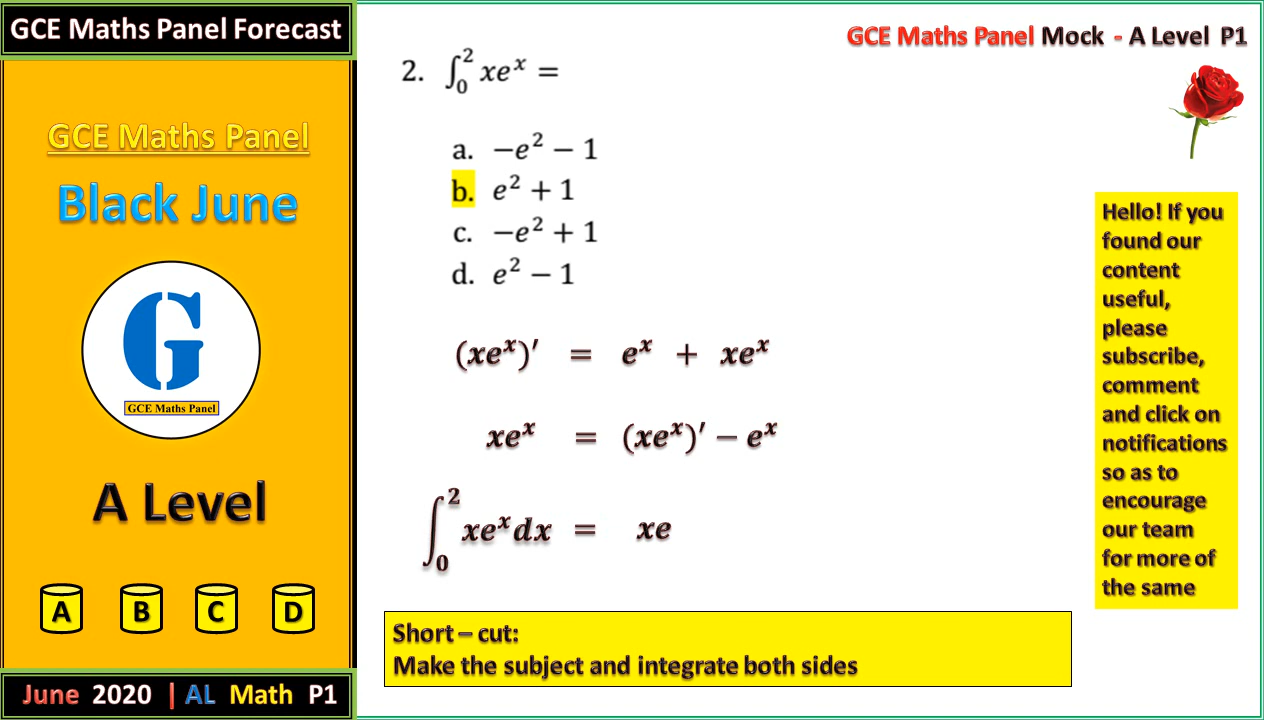 GCE Maths Panel Forecast
GCE Maths Panel
Black June
G
GCE Maths Panel
A Level
A B C D
June 2020 | AL Math P1
GCE Maths Panel Mock - A Level P1
2. ∫₀² xeˣ =
a. −e² − 1
b. e² + 1
c. −e² + 1
d. e² − 1
(xeˣ)′ = eˣ + xeˣ
xeˣ = (xeˣ)′ − eˣ
∫₀² xeˣdx = xe
Short – cut:
Make the subject and integrate both sides
Hello! If you
found our
content
useful,
please
subscribe,
comment
and click on
notifications
so as to
encourage
our team
for more of
the same